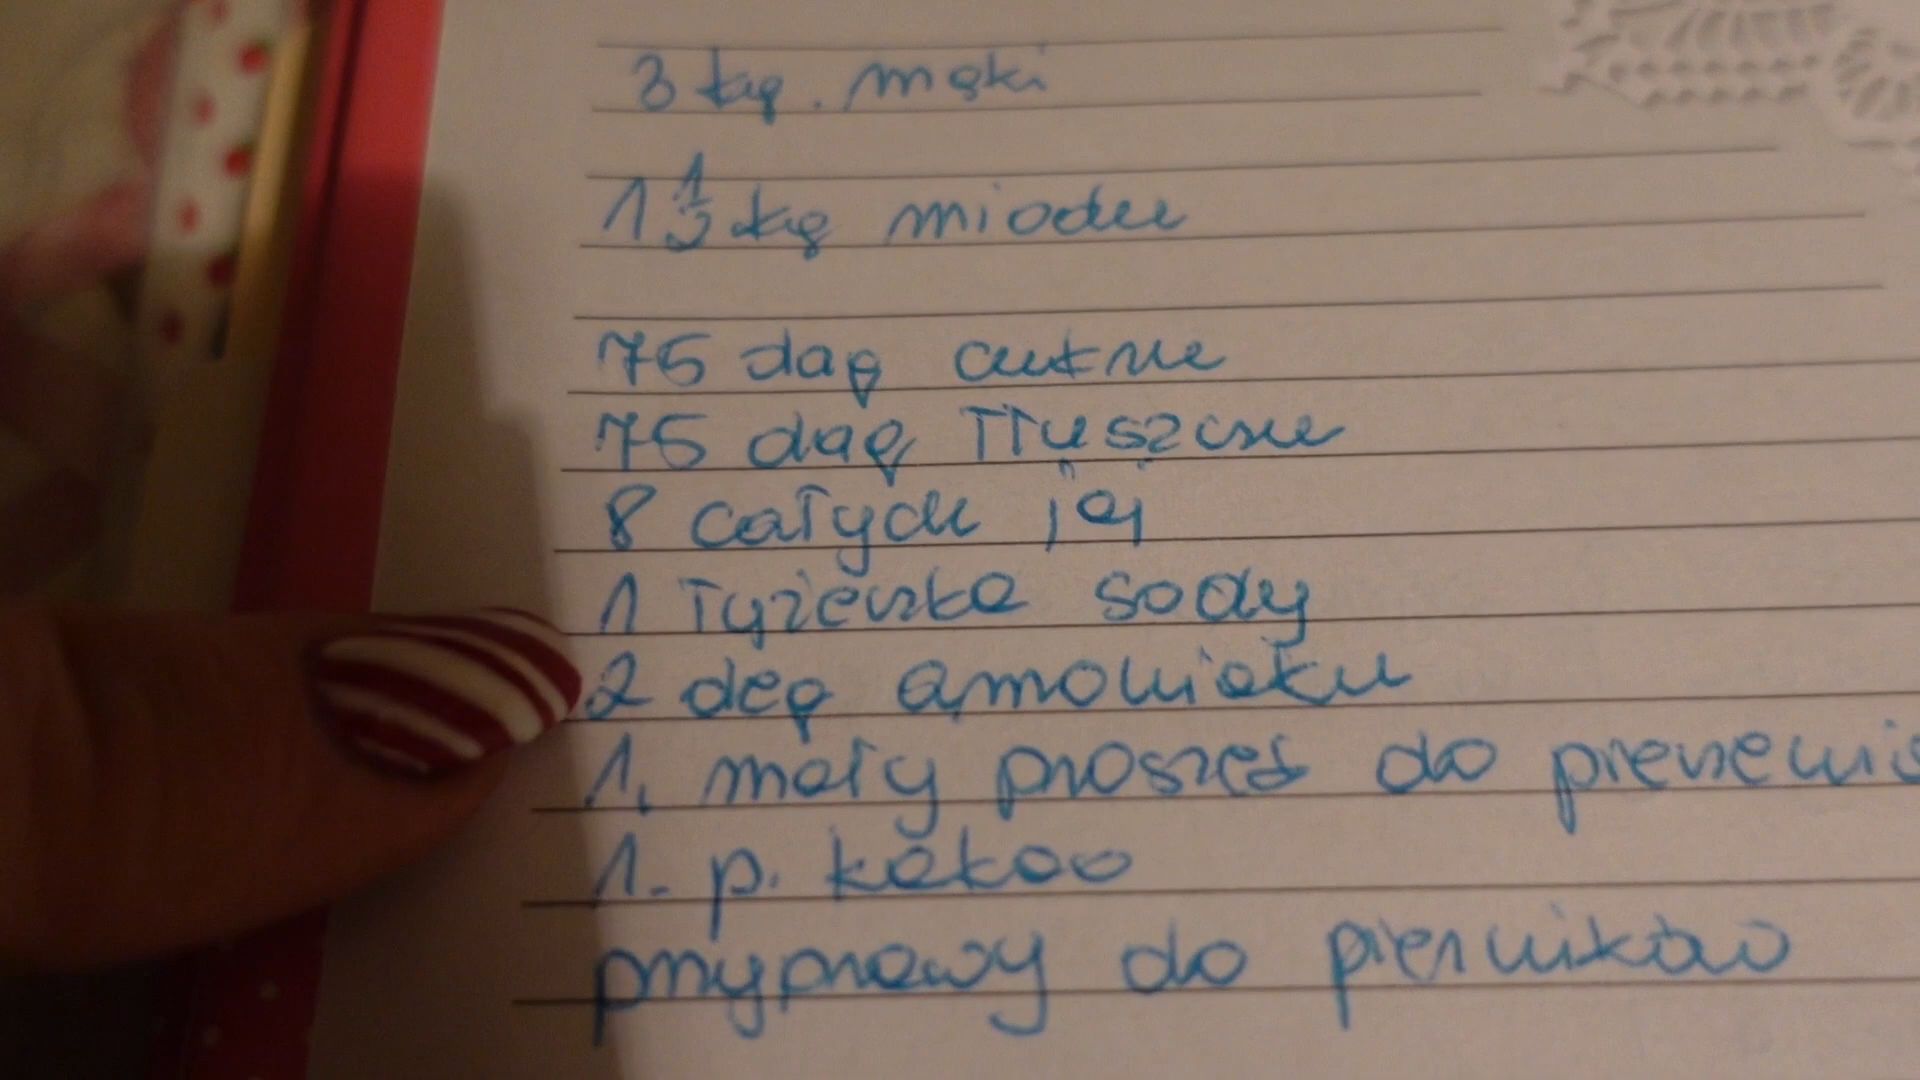 3 kg. mąki
1 1/2 kg miodu
75 dag cukru
75 dag Tłuszczu
8 całych jaj
1 łyżeczka sody
2 dag amoniaku
1. mały proszek do
1. p. kakao
przyprawy do pierników